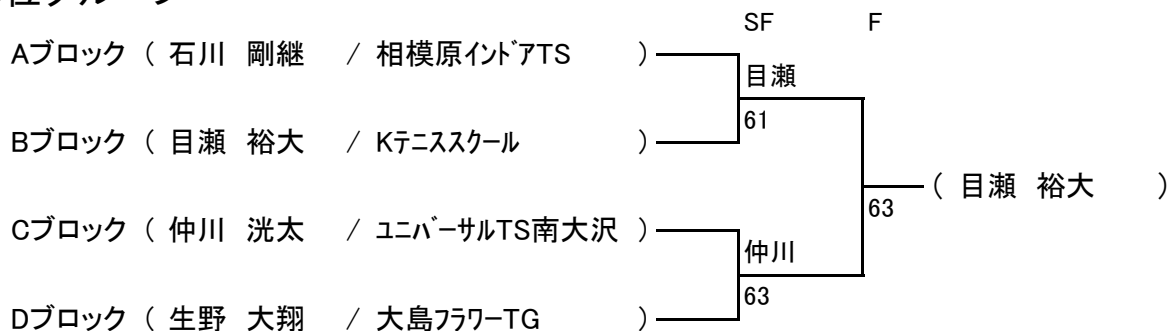 SF F
Aブロック ( 石川 剛継 / 相模原ｲﾝﾄﾞｱTS )
目瀬
61
Bブロック ( 目瀬 裕大 / Kﾃﾆｽｽｸｰﾙ )
( 目瀬 裕大 )
63
Cブロック ( 仲川 洸太 / ﾕﾆﾊﾞｰｻﾙTS南大沢 )
仲川
63
Dブロック ( 生野 大翔 / 大島ﾌﾗﾜｰTG )